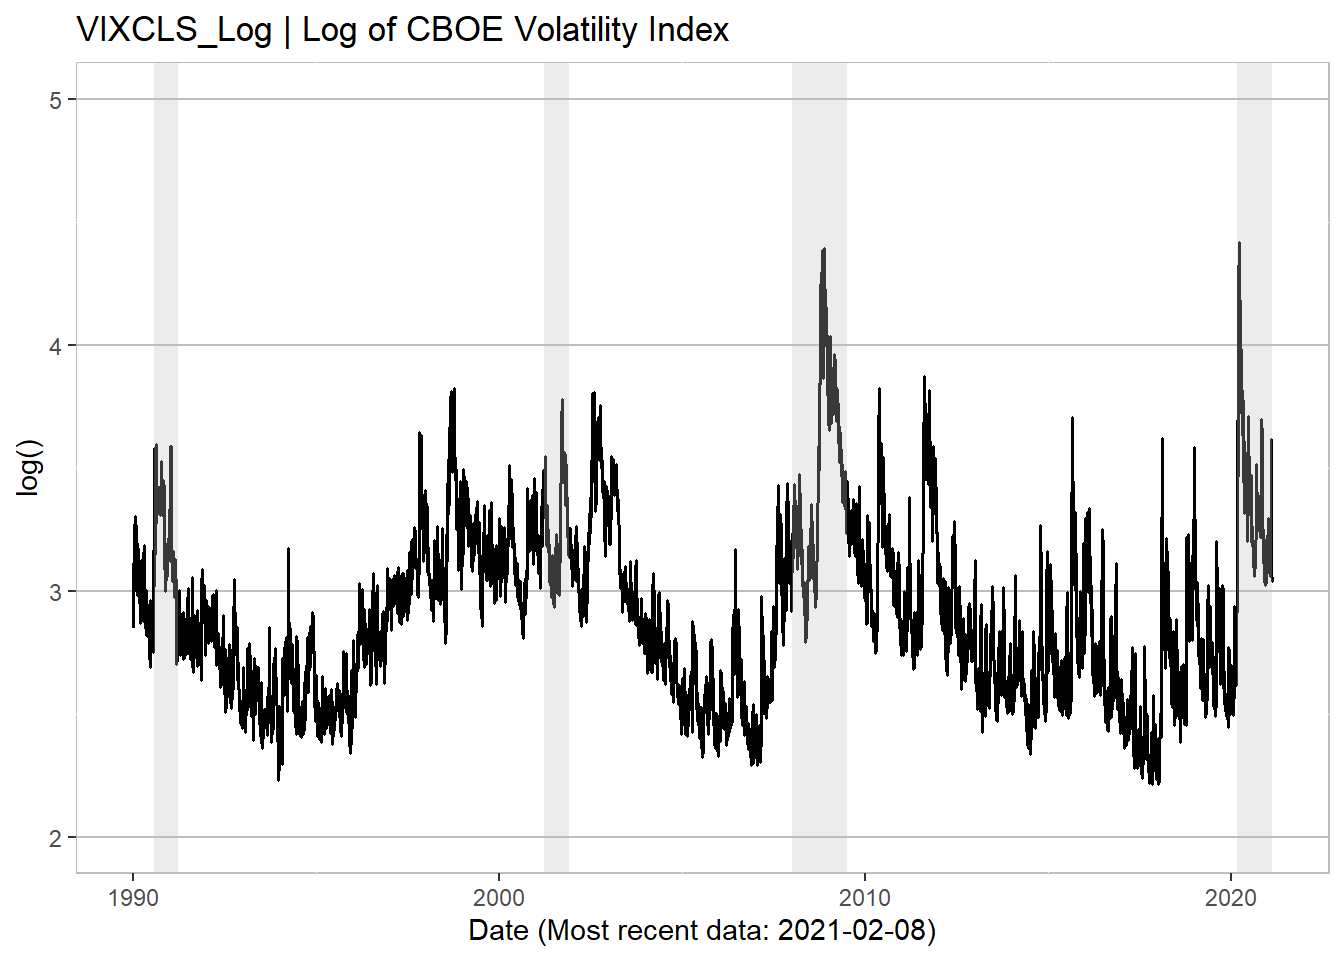 VIXCLS_Log | Log of CBOE Volatility Index
5
4
log()
3
2
1990
2000
2010
2020
Date (Most recent data: 2021-02-08)